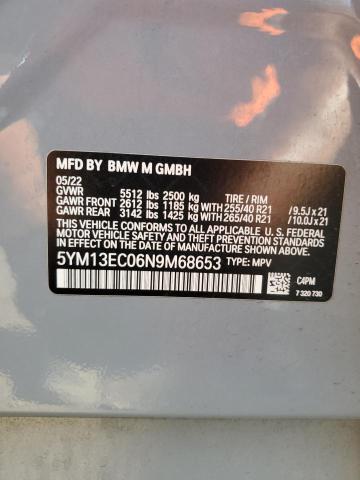 MFD BY BMW M GMBH
05/22
GVWR 5512 lbs 2500 kg TIRE / RIM
GAWR FRONT 2612 lbs 1185 kg 255/40 R21 / 9.5J x 21
GAWR REAR 3142 lbs 1425 kg 265/40 R21 / 10.0J x 21
THIS VEHICLE CONFORMS TO ALL APPLICABLE FEDERAL
MOTOR VEHICLE SAFETY AND THEFT PREVENTION STANDARDS
IN EFFECT ON THE DATE OF MANUFACTURE SHOWN ABOVE.
5YM13EC06N9M68653 TYPE: MPV
C4PM
7 320 730